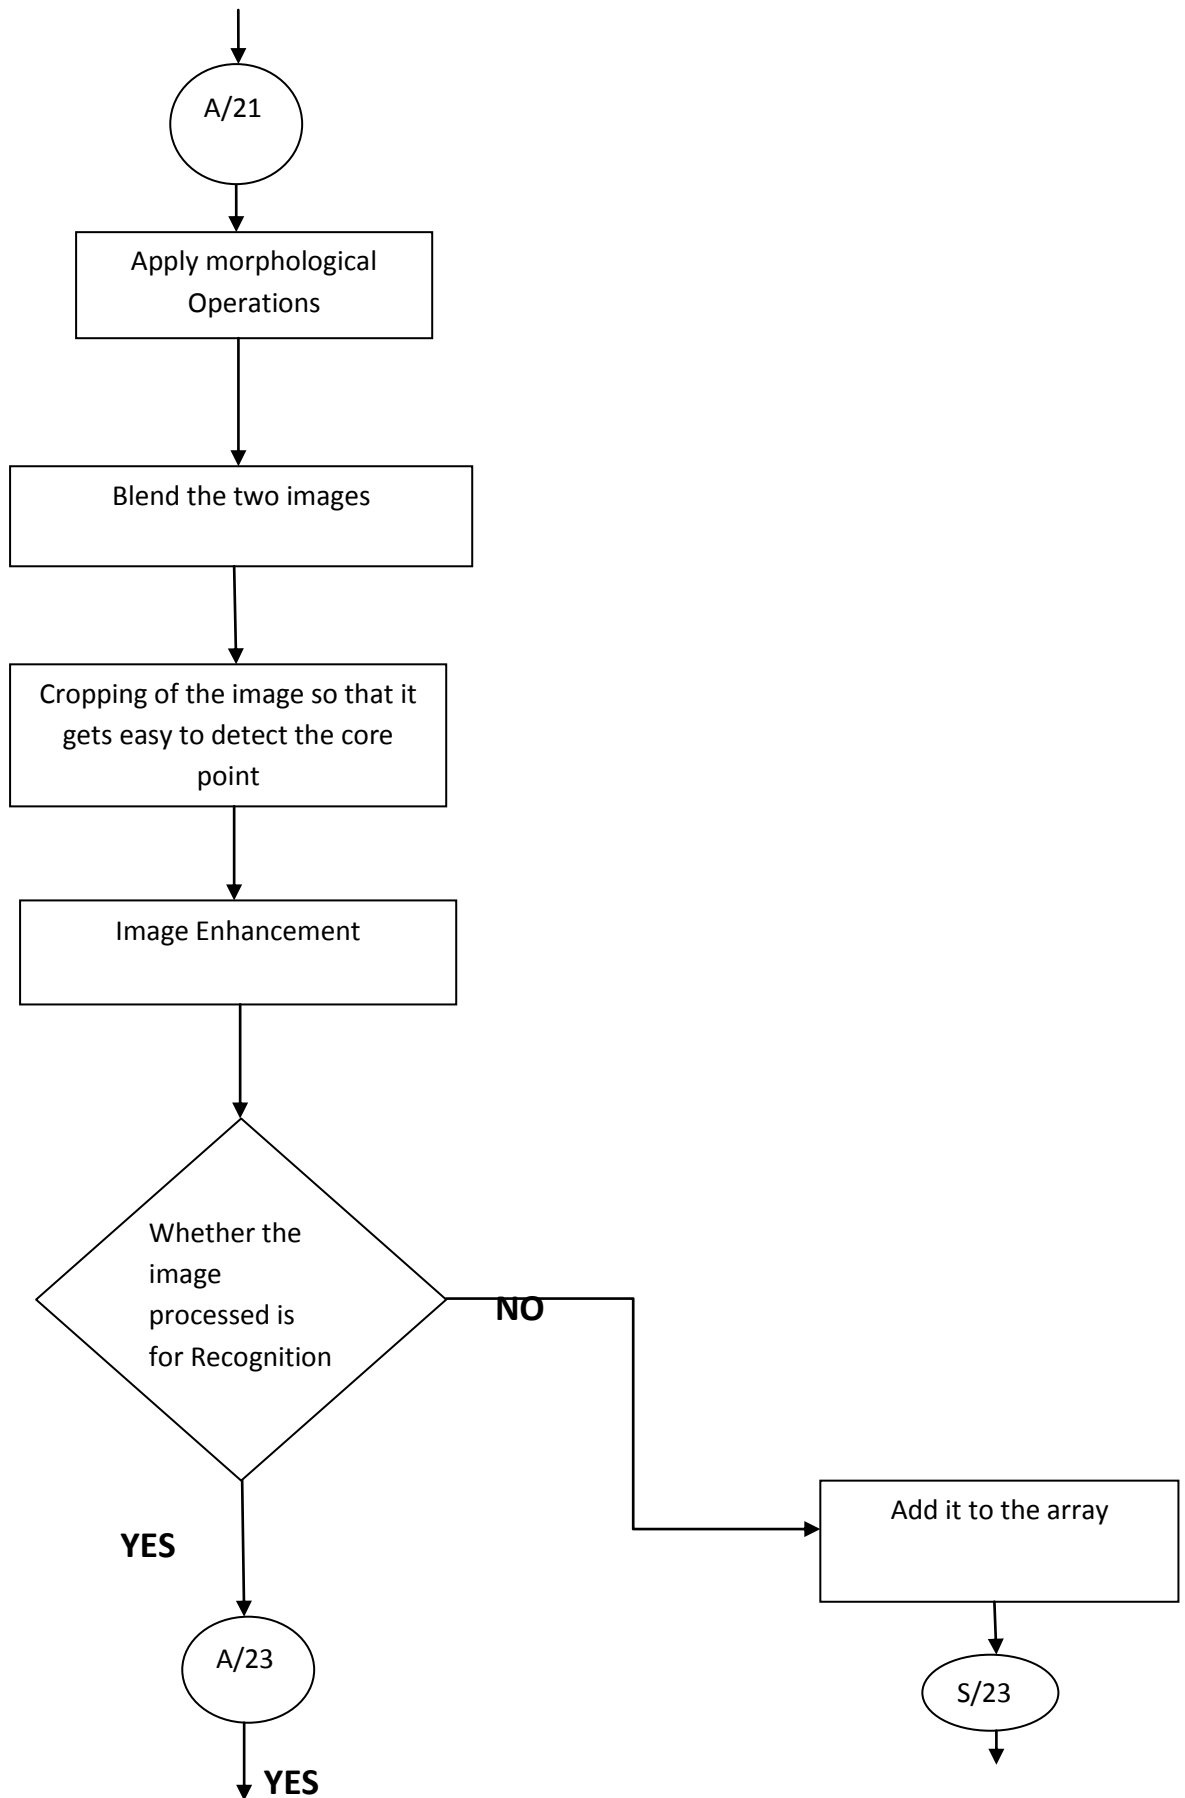 A/21
Apply morphological
Operations
Blend the two images
Cropping of the image so that it
gets easy to detect the core
point
Image Enhancement
Whether the
image
processed is
for Recognition
NO
Add it to the array
YES
A/23
S/23
YES